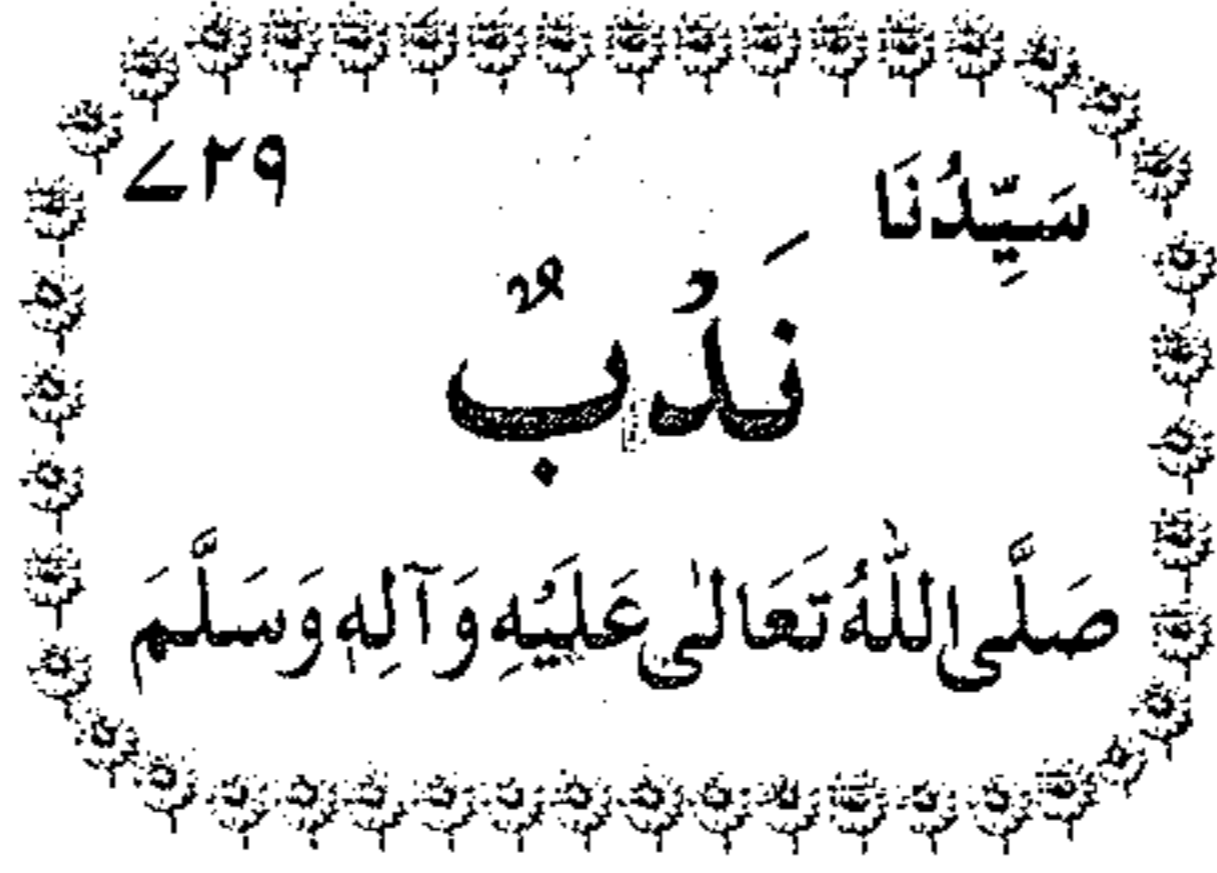 سَيِّدُنَا ۷۲۹
نَدْبٌ
صَلَّى اللّٰهُ تَعَالٰى عَلَيْهِ وَآلِهٖ وَسَلَّمَ